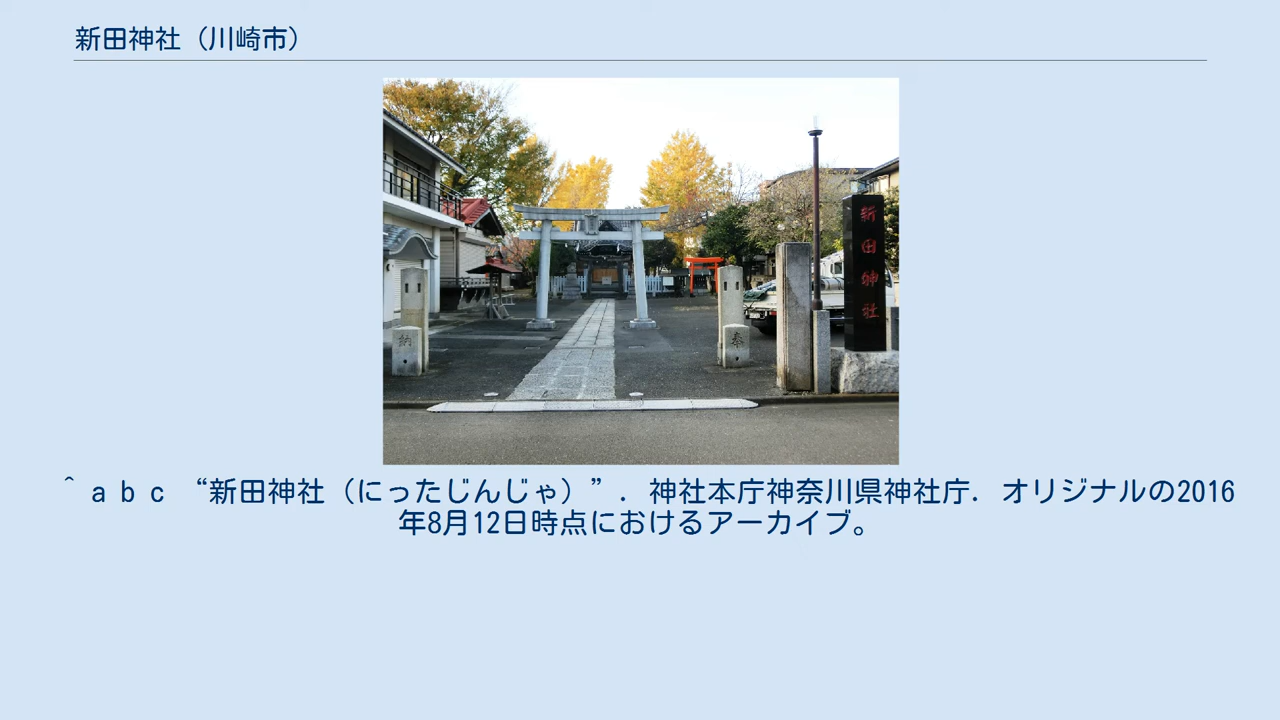 新田神社（川崎市）
新田神社
納
奉
^ a b c “新田神社（にったじんじゃ）”. 神社本庁神奈川県神社庁. オリジナルの2016
年8月12日時点におけるアーカイブ。